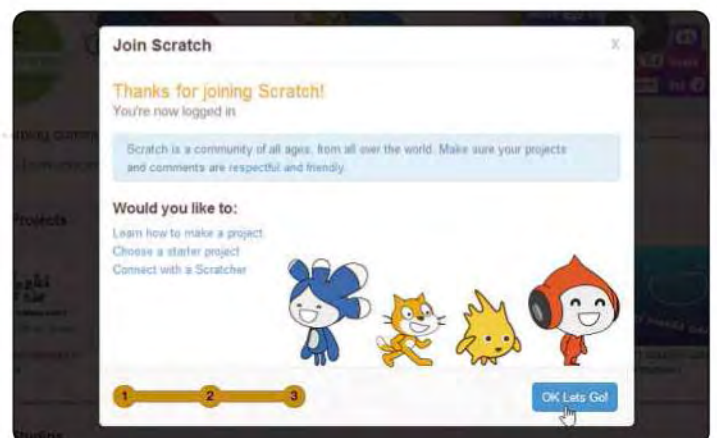 Join Scratch
X
Thanks for joining Scratch!
You're now logged in
Scratch is a community of all ages, from all over the world. Make sure your projects
and comments are respectful and friendly.
Would you like to:
Learn how to make a project
Choose a starter project
Connect with a Scratcher
1 2 3
OK Lets Go!
Projects
Studios